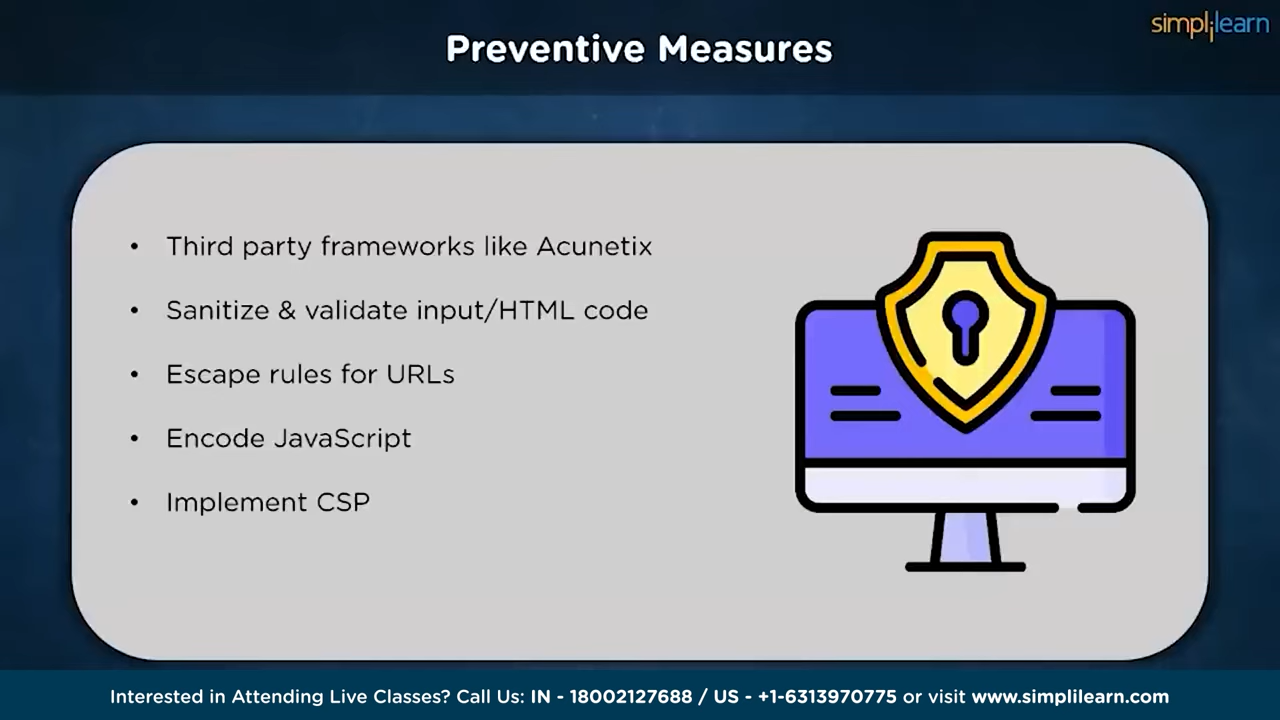 simplilearn
Preventive Measures
• Third party frameworks like Acunetix
• Sanitize & validate input/HTML code
• Escape rules for URLs
• Encode JavaScript
• Implement CSP
Interested in Attending Live Classes? Call Us: IN - 18002127688 / US - +1-6313970775 or visit www.simplilearn.com